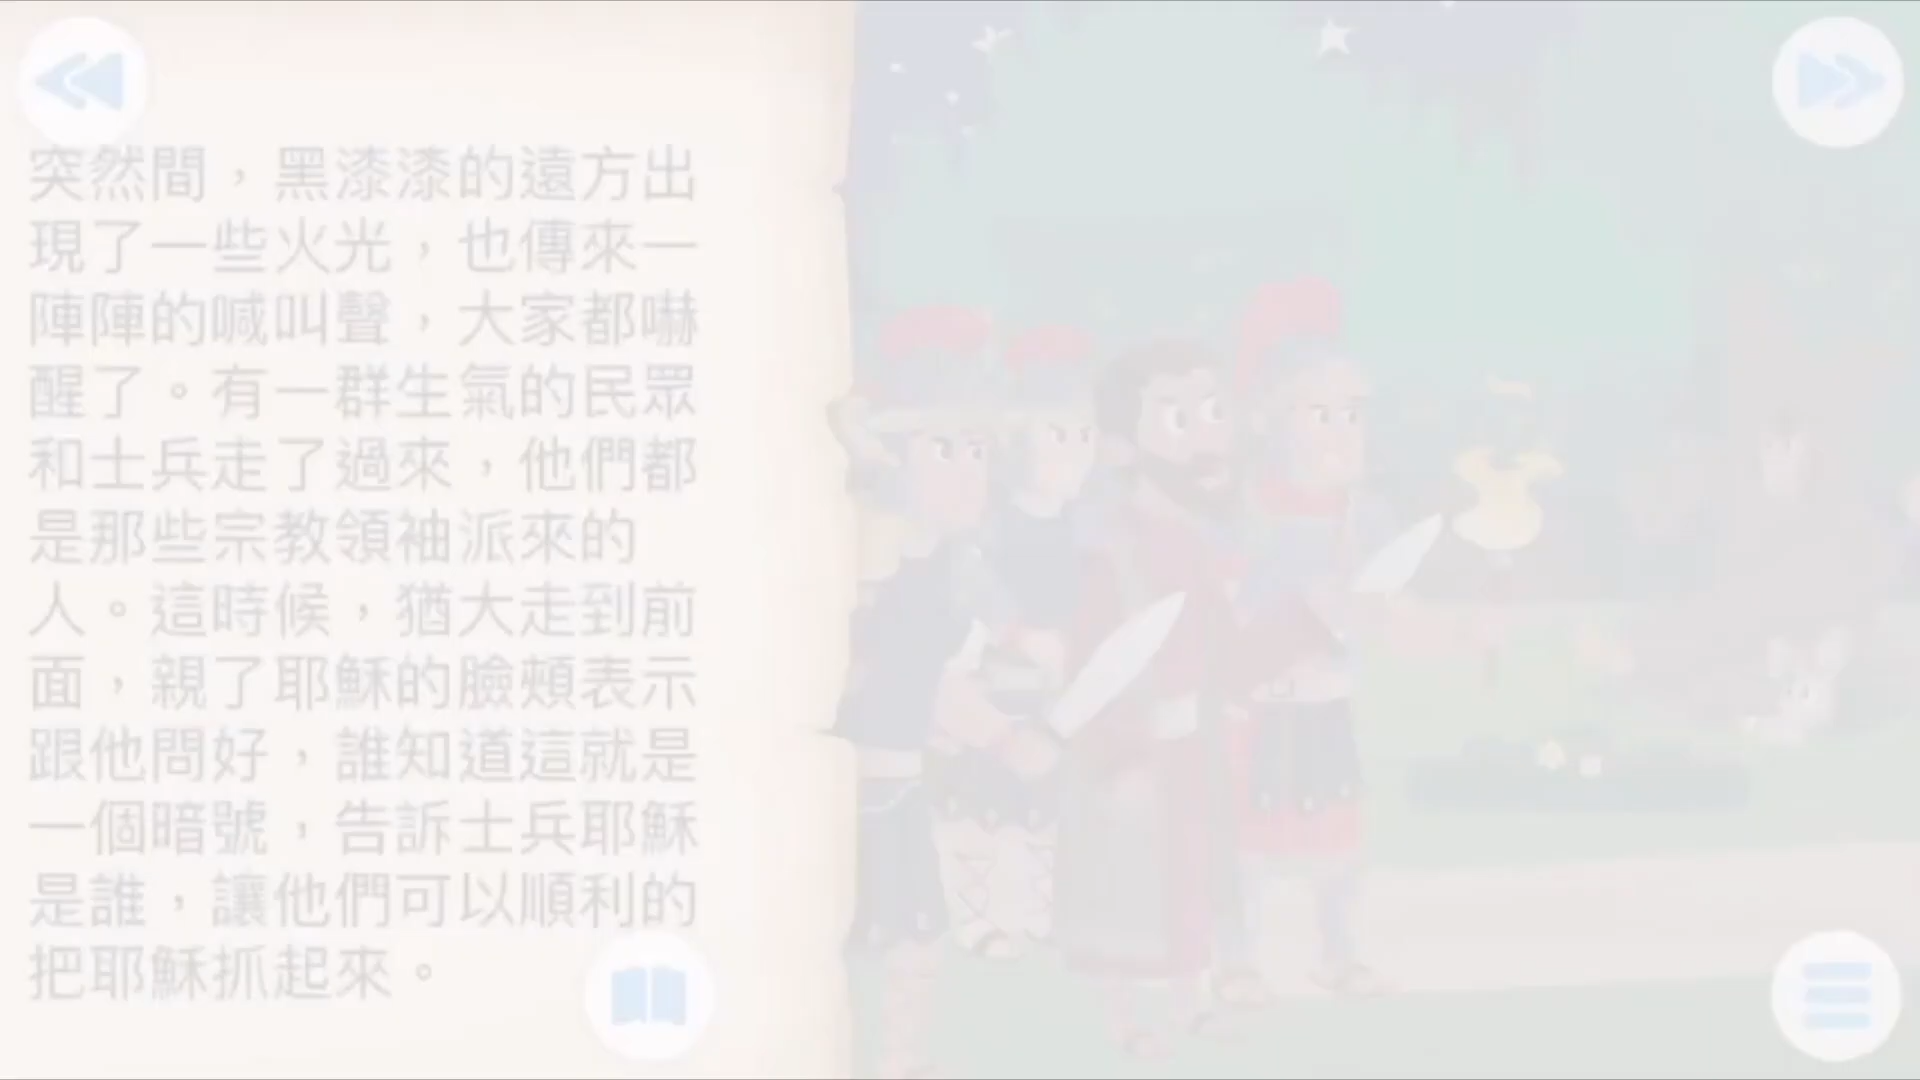 突然間，黑漆漆的遠方出
現了一些火光，也傳來一
陣陣的喊叫聲，大家都嚇
醒了。有一群生氣的民眾
和士兵走了過來，他們都
是那些宗教領袖派來的
人。這時候，猶大走到前
面，親了耶穌的臉頰表示
跟他問好，誰知道這就是
一個暗號，告訴士兵耶穌
是誰，讓他們可以順利的
把耶穌抓起來。